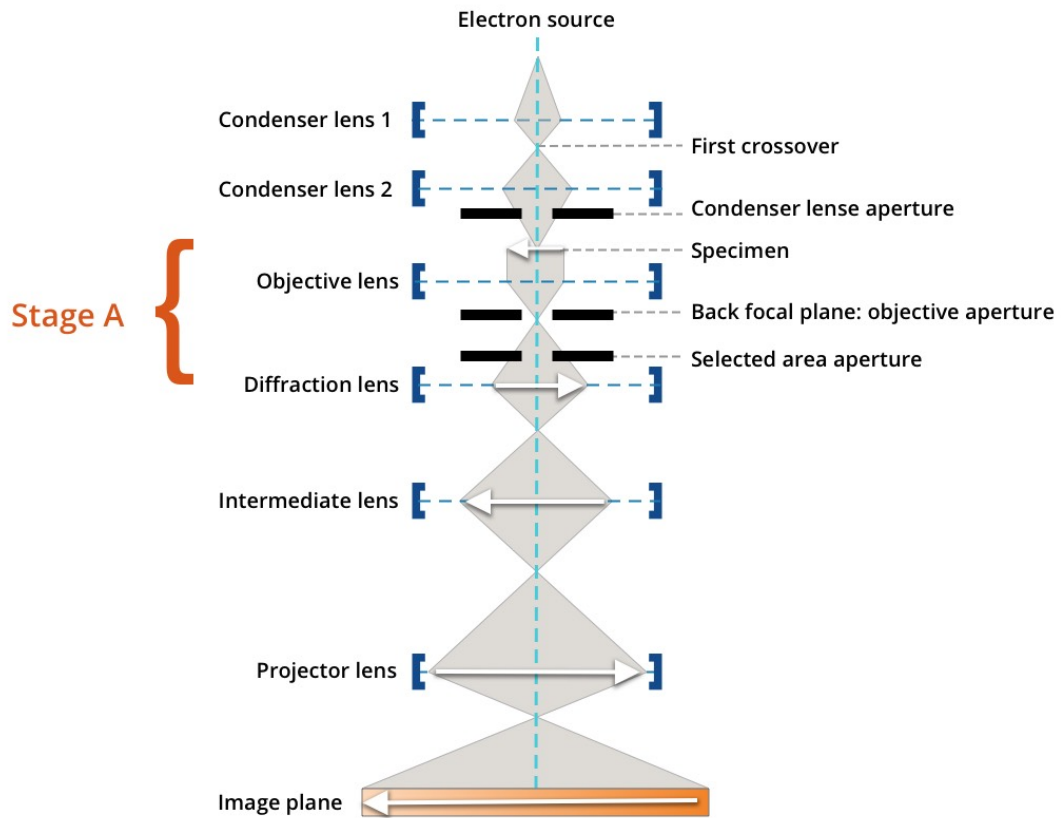 Electron source
Condenser lens 1
First crossover
Condenser lens 2
Condenser lense aperture
Specimen
Objective lens
Stage A {
Back focal plane: objective aperture
Selected area aperture
Diffraction lens
Intermediate lens
Projector lens
Image plane